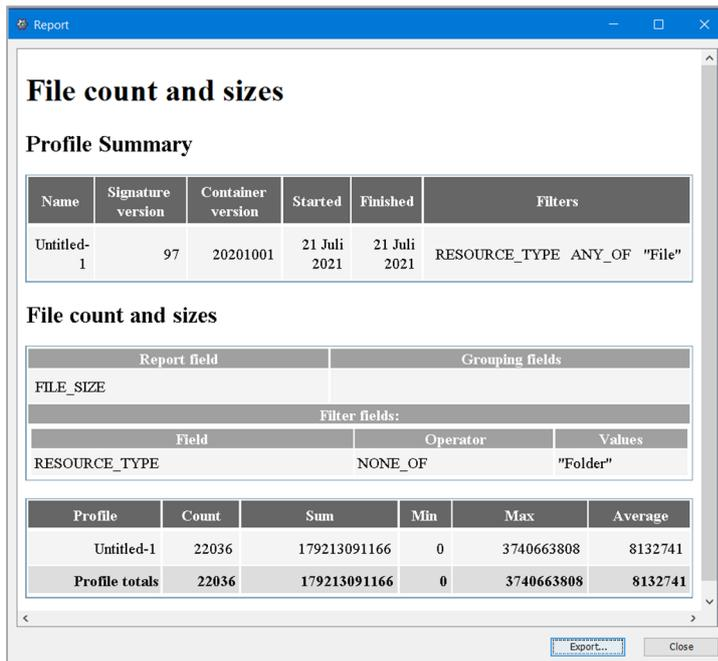 Report
File count and sizes
Profile Summary
Name Signature version Container version Started Finished Filters
Untitled-1 97 20201001 21 Juli 2021 21 Juli 2021 RESOURCE_TYPE ANY_OF "File"
File count and sizes
Report field Grouping fields
FILE_SIZE
Filter fields:
Field Operator Values
RESOURCE_TYPE NONE_OF "Folder"
Profile Count Sum Min Max Average
Untitled-1 22036 179213091166 0 3740663808 8132741
Profile totals 22036 179213091166 0 3740663808 8132741
Export... Close